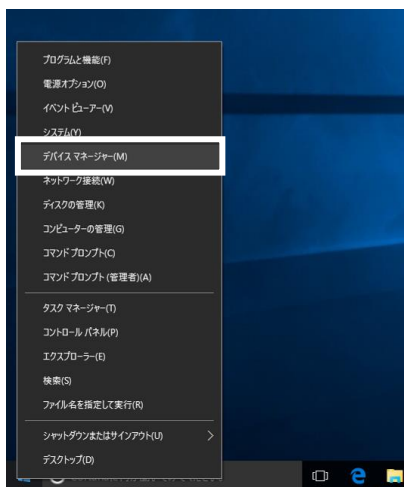 プログラムと機能(F)
電源オプション(O)
イベント ビューアー(V)
システム(Y)
デバイス マネージャー(M)
ネットワーク接続(W)
ディスクの管理(K)
コンピューターの管理(G)
コマンド プロンプト(C)
コマンド プロンプト (管理者)(A)
タスク マネージャー(T)
コントロール パネル(P)
エクスプローラー(E)
検索(S)
ファイル名を指定して実行(R)
シャットダウンまたはサインアウト(U)
デスクトップ(D)